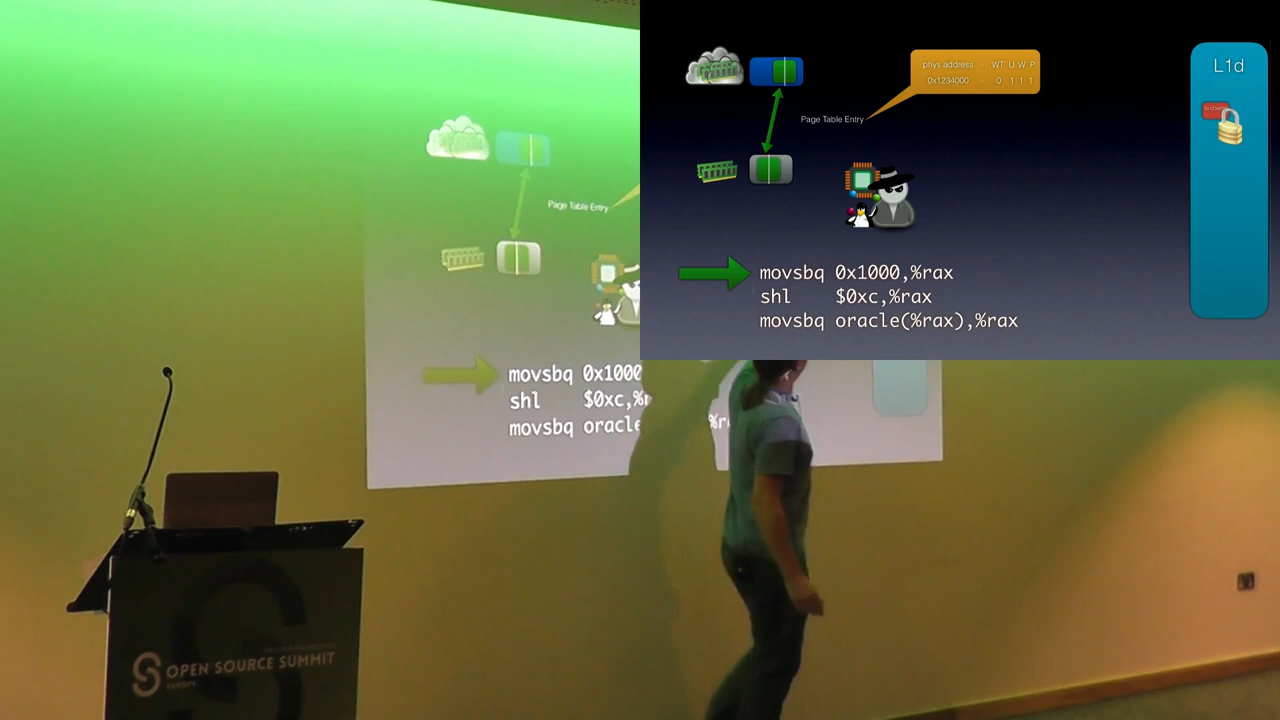 phys address ··· WT U W P
0x1234000 ··· 0 1 1 1
L1d
Page Table Entry
movsbq 0x1000,%rax
shl $0xc,%rax
movsbq oracle(%rax),%rax
Page Table Entry
movsbq 0x1000
shl $0xc,%r
movsbq oracle
OPEN SOURCE SUMMIT
EUROPE